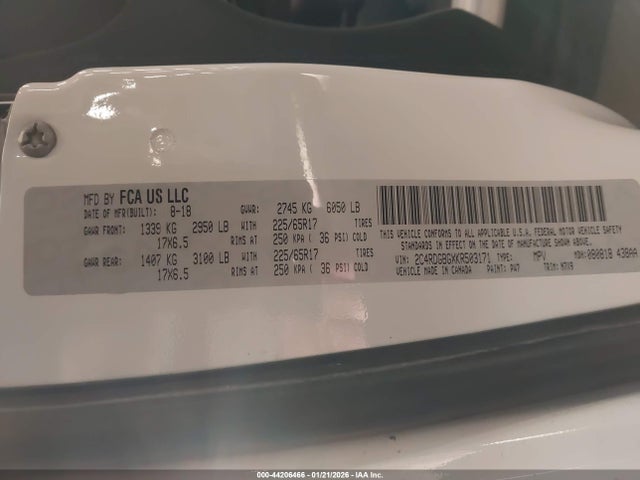 MFD BY FCA US LLC
DATE OF MFR(BUILT): 8-18 GVWR: 2745 KG 6050 LB
GAWR FRONT: 1339 KG 2950 LB WITH 225/65R17 TIRES
17X6.5 RIMS AT 250 KPA ( 36 PSI) COLD
GAWR REAR: 1407 KG 3100 LB WITH 225/65R17 TIRES
17X6.5 RIMS AT 250 KPA ( 36 PSI) COLD
THIS VEHICLE CONFORMS TO ALL APPLICABLE U.S.A. FEDERAL MOTOR VEHICLE SAFETY
STANDARDS IN EFFECT ON THE DATE OF MANUFACTURE SHOWN ABOVE.
VIN: 2C4RDGBGXKR503171 TYPE: MPV MDH: 080818 438AA
VEHICLE MADE IN CANADA PAINT: PW7 TRIM:
000-44206466 - 01/21/2026 - IAA Inc.